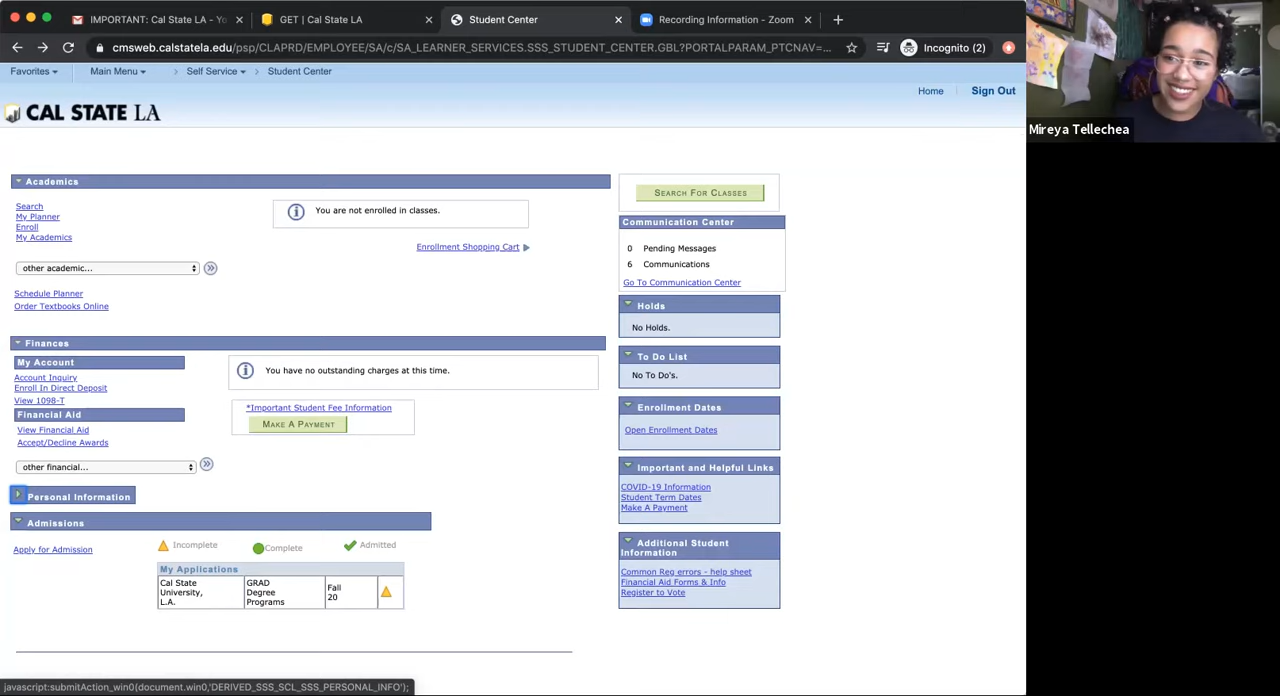 IMPORTANT: Cal State LA - Yo
GET | Cal State LA
Student Center
Recording Information - Zoom
cmsweb.calstatela.edu/psp/CLAPRD/EMPLOYEE/SA/c/SA_LEARNER_SERVICES.SSS_STUDENT_CENTER.GBL?PORTALPARAM_PTCNAV=...
Incognito (2)
Favorites
Main Menu
> Self Service
> Student Center
Home
Sign Out
CAL STATE LA
Mireya Tellechea
Academics
Search
My Planner
Enroll
My Academics
You are not enrolled in classes.
Enrollment Shopping Cart
other academic...
Schedule Planner
Order Textbooks Online
Finances
My Account
Account Inquiry
Enroll In Direct Deposit
View 1098-T
Financial Aid
View Financial Aid
Accept/Decline Awards
You have no outstanding charges at this time.
*Important Student Fee Information
MAKE A PAYMENT
other financial...
Personal Information
Admissions
Apply for Admission
Incomplete
Complete
Admitted
My Applications
Cal State University, L.A.
GRAD Degree Programs
Fall 20
SEARCH FOR CLASSES
Communication Center
0 Pending Messages
6 Communications
Go To Communication Center
Holds
No Holds.
To Do List
No To Do's.
Enrollment Dates
Open Enrollment Dates
Important and Helpful Links
COVID-19 Information
Student Term Dates
Make A Payment
Additional Student
Information
Common Reg errors - help sheet
Financial Aid Forms & Info
Register to Vote
javascript:submitAction_win0(document.win0,'DERIVED_SSS_SCL_SSS_PERSONAL_INFO');